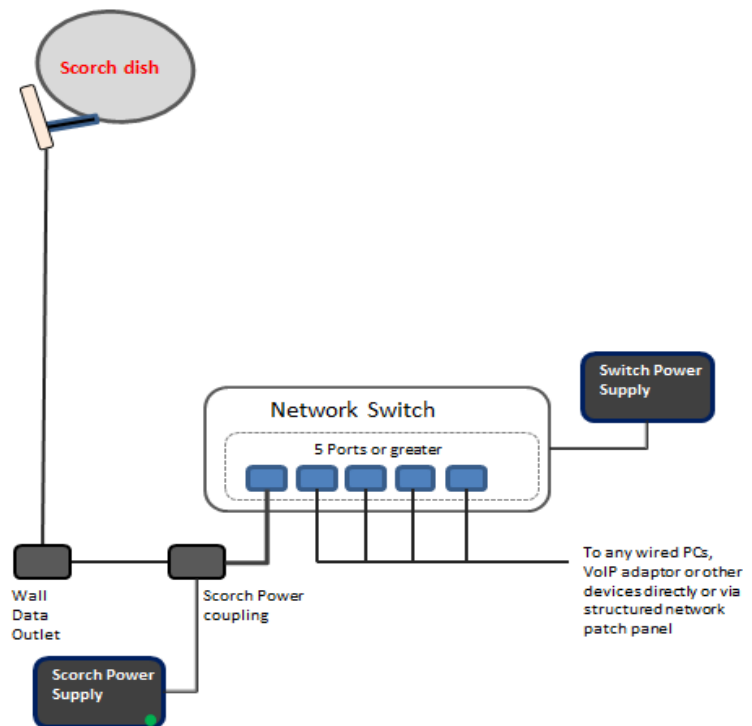 Scorch dish
Switch Power
Supply
Network Switch
5 Ports or greater
To any wired PCs,
VoIP adaptor or other
devices directly or via
structured network
patch panel
Wall
Data
Outlet
Scorch Power
coupling
Scorch Power
Supply